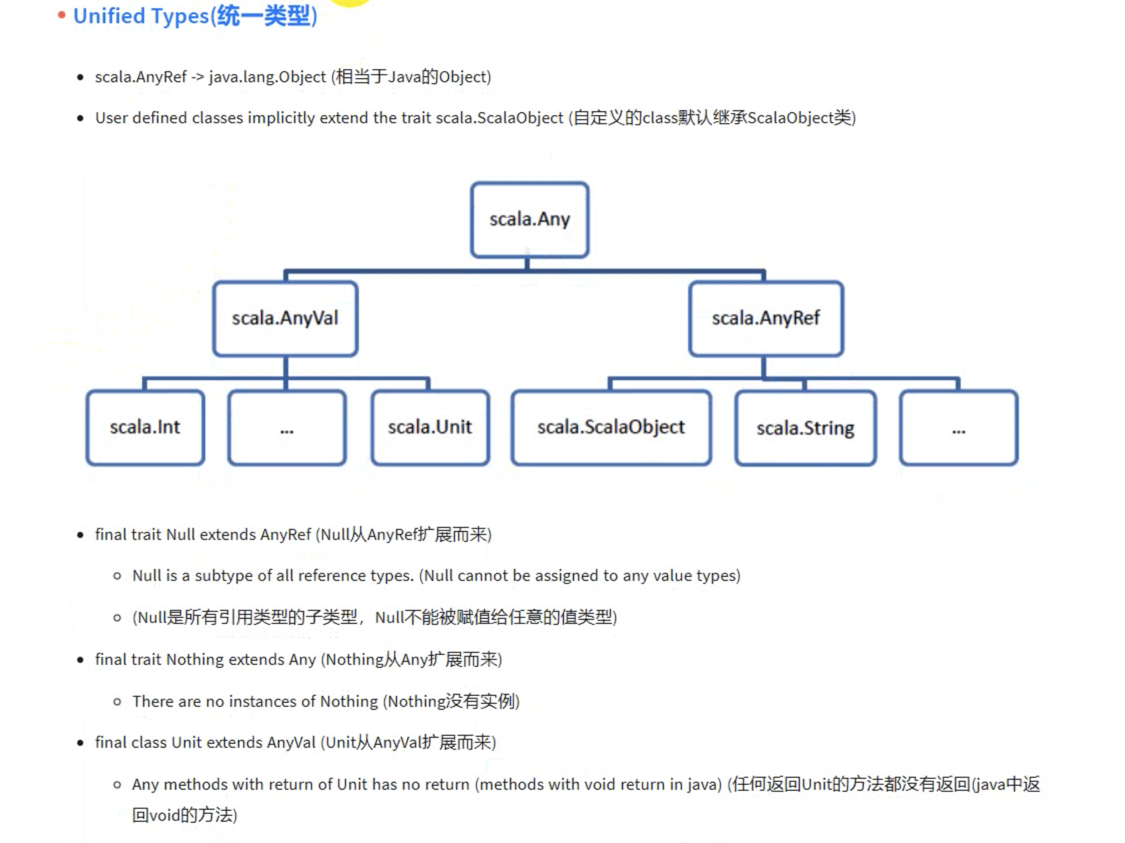 Unified Types(统一类型)
scala.AnyRef -> java.lang.Object (相当于Java的Object)
User defined classes implicitly extend the trait scala.ScalaObject (自定义的class默认继承ScalaObject类)
scala.Any
scala.AnyVal
scala.AnyRef
scala.Int
...
scala.Unit
scala.ScalaObject
scala.String
...
final trait Null extends AnyRef (Null从AnyRef扩展而来)
Null is a subtype of all reference types. (Null cannot be assigned to any value types)
(Null是所有引用类型的子类型，Null不能被赋值给任意的值类型)
final trait Nothing extends Any (Nothing从Any扩展而来)
There are no instances of Nothing (Nothing没有实例)
final class Unit extends AnyVal (Unit从AnyVal扩展而来)
Any methods with return of Unit has no return (methods with void return in java) (任何返回Unit的方法都没有返回(java中返
回void的方法)